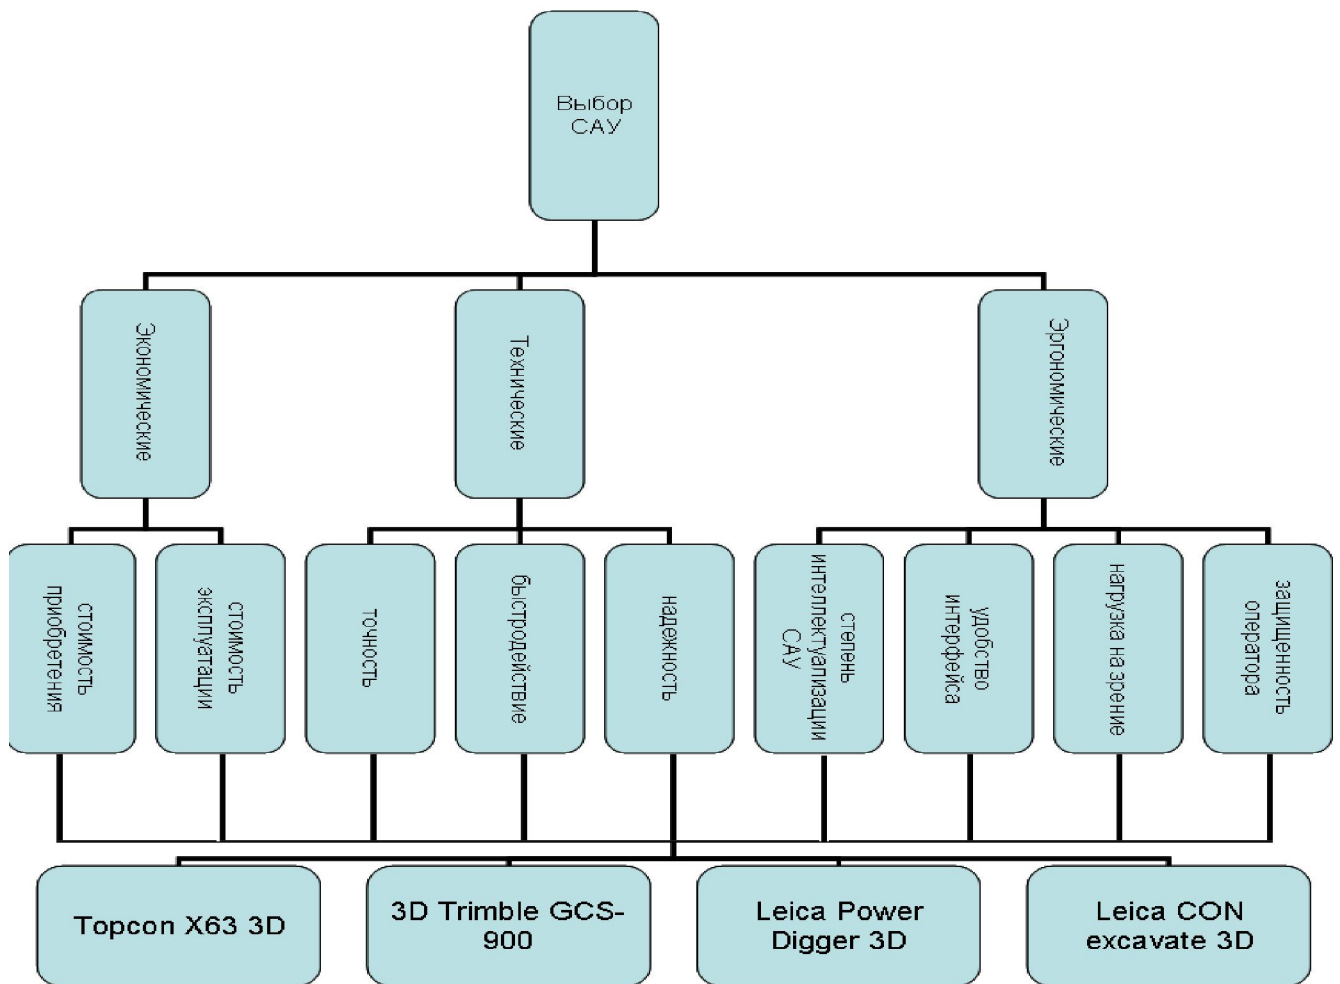 Выбор
САУ
Экономические
Технические
Эргономические
стоимость
приобретения
стоимость
эксплуатации
точность
быстродействие
надежность
степень
интеллектуализации
САУ
удобство
интерфейса
нагрузка на зрение
защищенность
оператора
Topcon X63 3D
3D Trimble GCS-
900
Leica Power
Digger 3D
Leica CON
excavate 3D